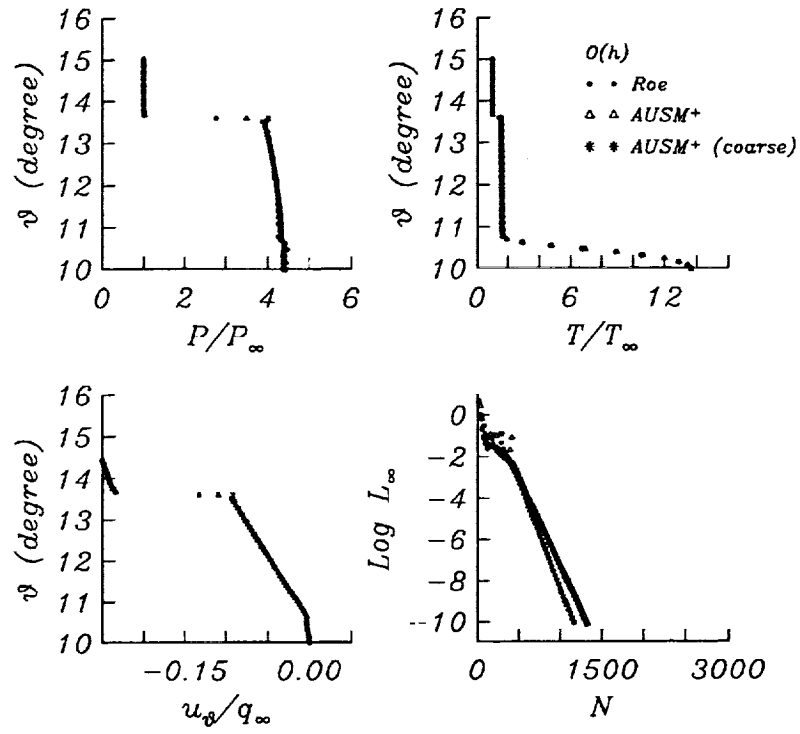 16
15
14
13
12
11
10
ϑ (degree)
0 2 4 6
P/P∞
16
15
14
13
12
11
10
ϑ (degree)
O(h)
Roe
AUSM+
AUSM+ (coarse)
0 6 12
T/T∞
16
15
14
13
12
11
10
ϑ (degree)
-0.15 0.00
uϑ/q∞
0
-2
-4
-6
-8
--10
Log L∞
0 1500 3000
N